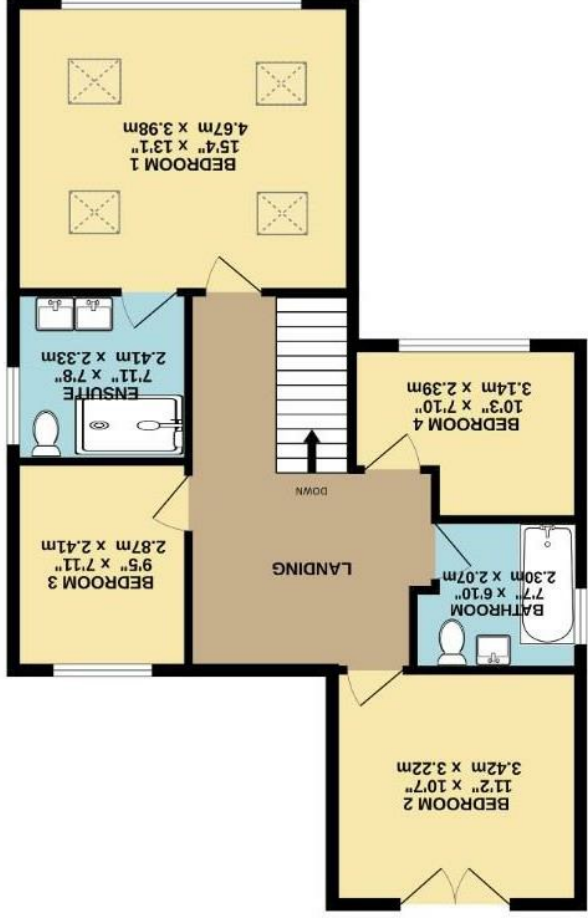 BEDROOM 2
11'2" x 10'7"
3.42m x 3.22m
BATHROOM
7'7" x 6'10"
2.30m x 2.07m
LANDING
BEDROOM 3
9'5" x 7'11"
2.87m x 2.41m
DOWN
BEDROOM 4
10'3" x 7'10"
3.14m x 2.39m
ENSUITE
7'11" x 7'8"
2.41m x 2.33m
BEDROOM 1
15'4" x 13'1"
4.67m x 3.98m